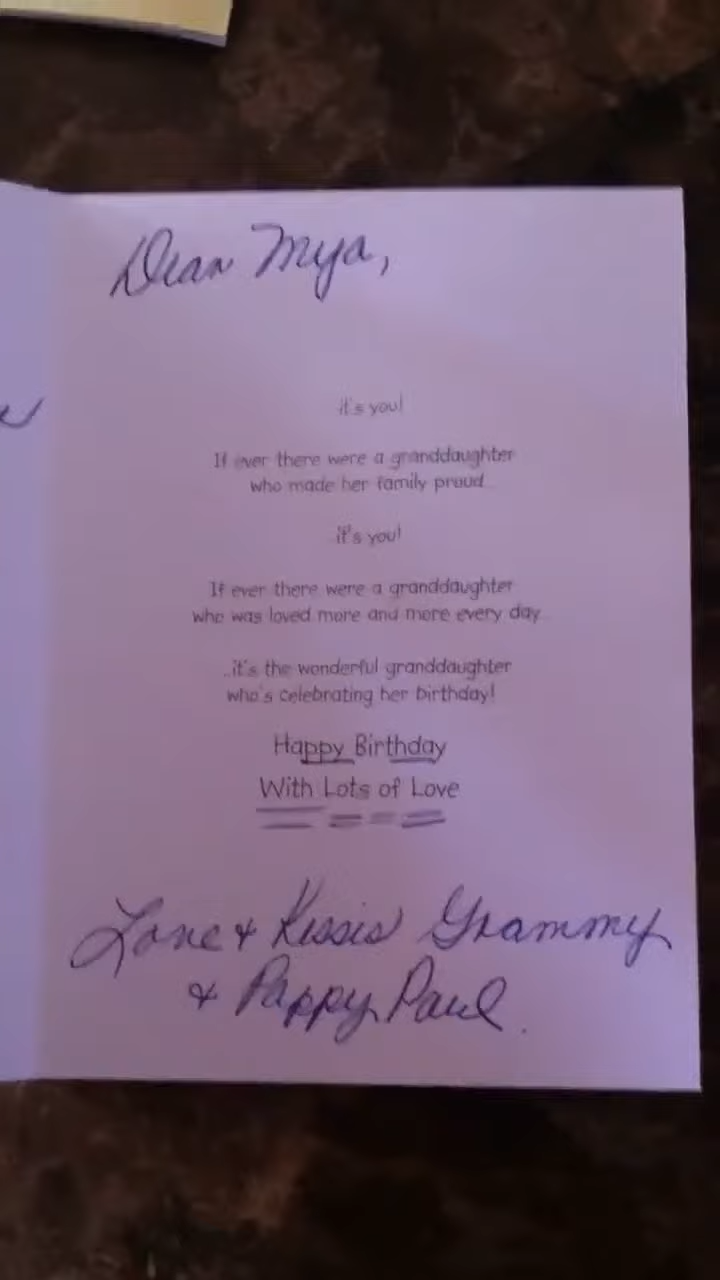 Dear Mya,
it's you!
If ever there were a granddaughter
who made her family proud...
it's you!
If ever there were a granddaughter
who was loved more and more every day...
...it's the wonderful granddaughter
who's celebrating her birthday!
Happy Birthday
With Lots of Love
Love & Kisses Grammy
& Pappy Paul.